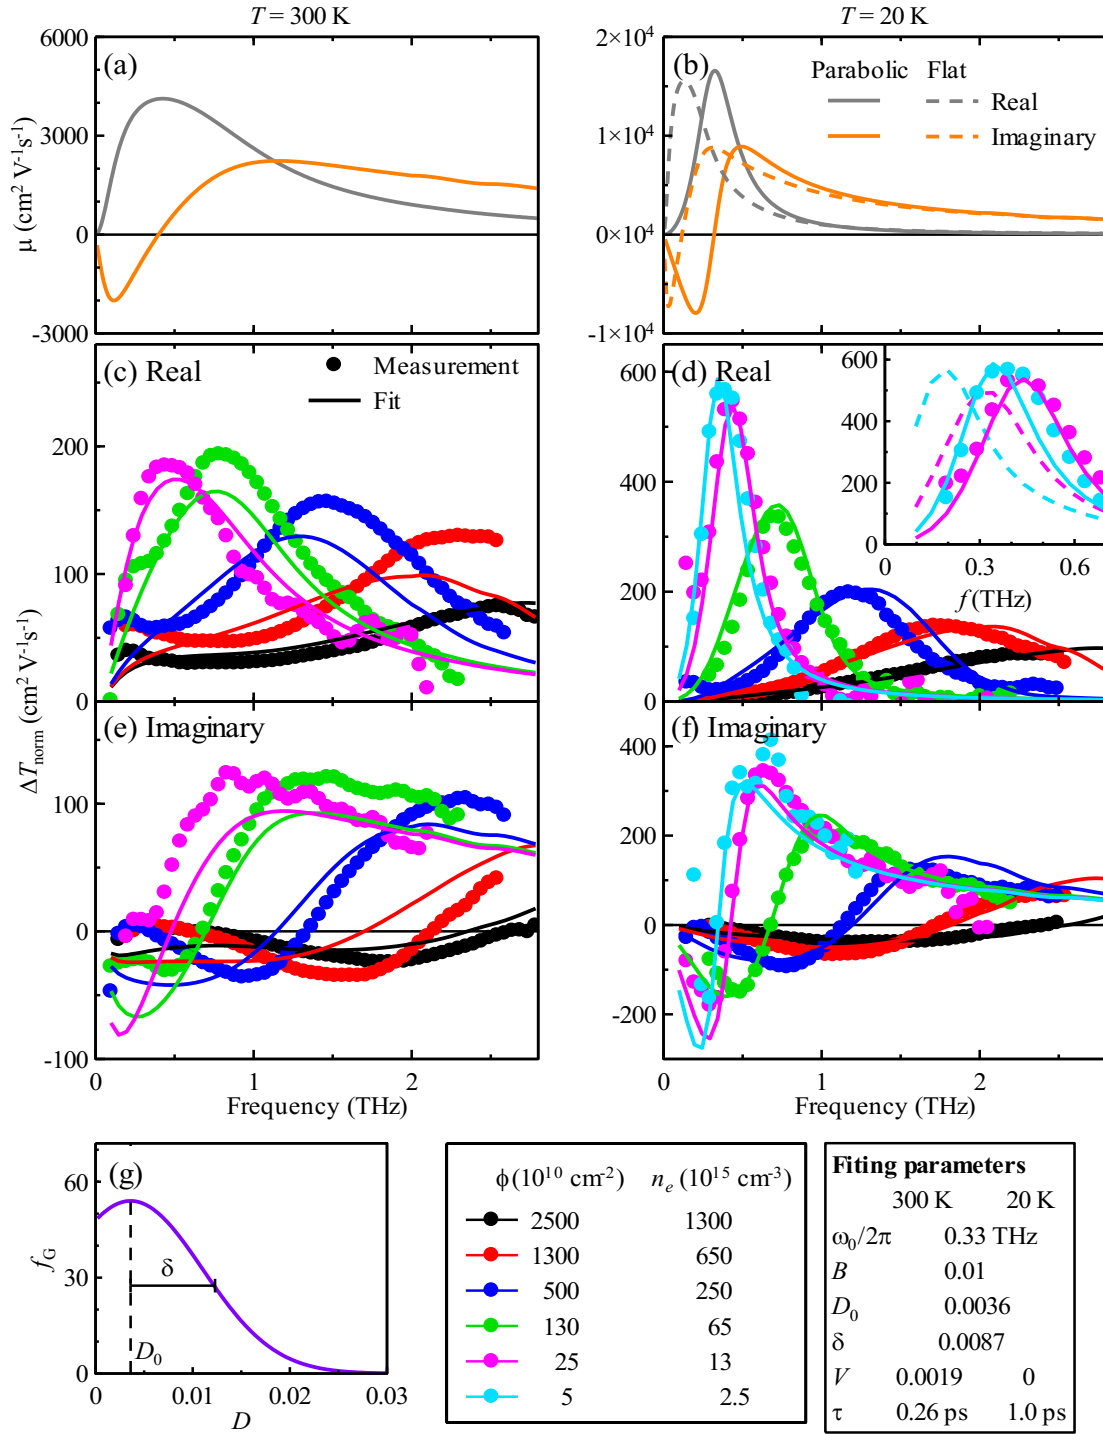 T = 300 K
T = 20 K
6000
3000
0
-3000
μ (cm² V⁻¹s⁻¹)
(a)
2×10⁴
1×10⁴
0×10⁴
-1×10⁴
(b)
Parabolic Flat
Real
Imaginary
(c) Real
Measurement
Fit
200
100
0
(d) Real
600
400
200
0
600
400
200
0
0.3 0.6
f (THz)
ΔT_norm (cm² V⁻¹s⁻¹)
(e) Imaginary
100
0
-100
0 1 2
Frequency (THz)
(f) Imaginary
400
200
0
-200
0 1 2
Frequency (THz)
(g)
60
30
0
f_G
δ
D₀
0 0.01 0.02 0.03
D
ϕ (10¹⁰ cm⁻²) nₑ (10¹⁵ cm⁻³)
2500 1300
1300 650
500 250
130 65
25 13
5 2.5
Fiting parameters
300 K 20 K
ω₀/2π 0.33 THz
B 0.01
D₀ 0.0036
δ 0.0087
V 0.0019 0
τ 0.26 ps 1.0 ps